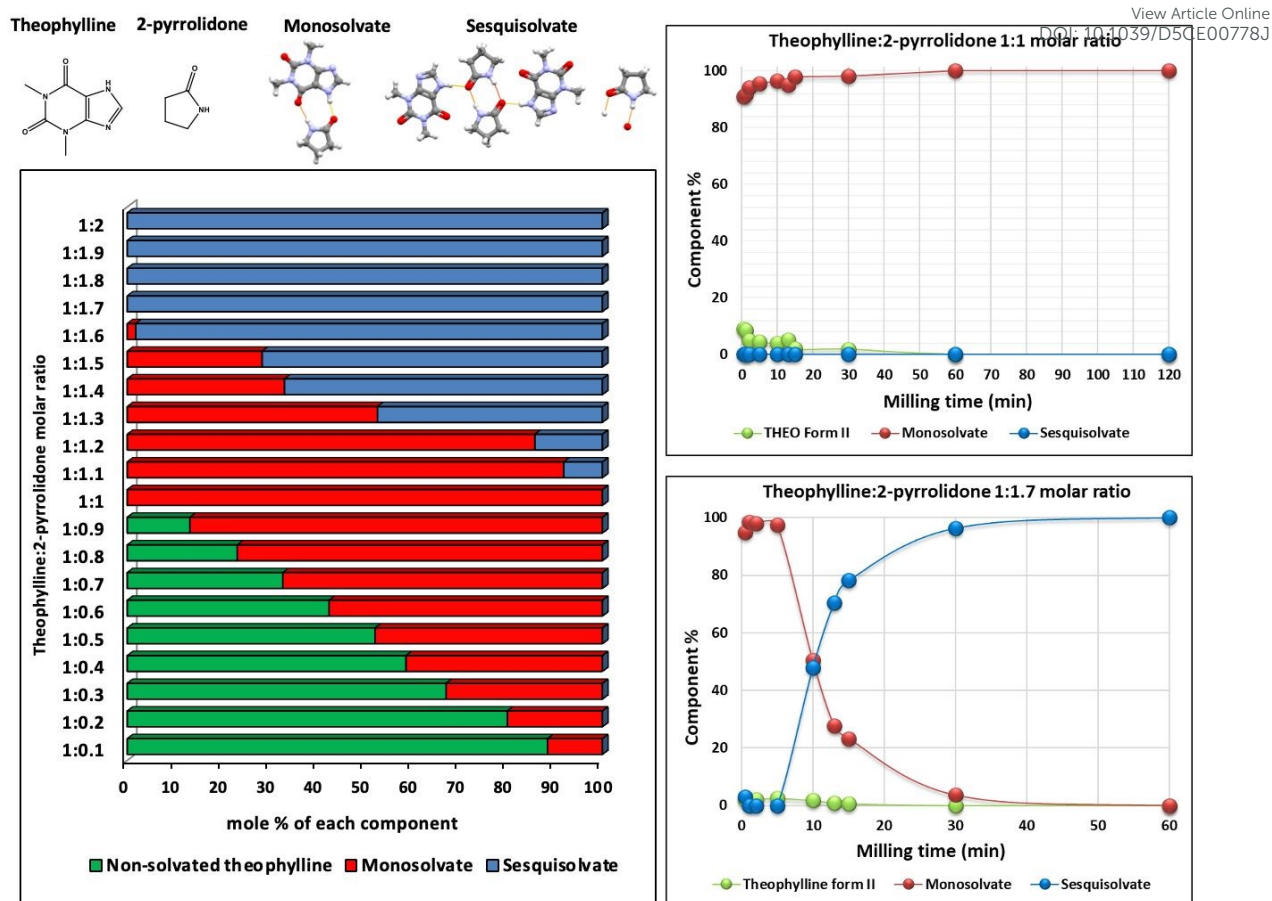 View Article Online
DOI: 10.1039/D5CE00778J
Theophylline 2-pyrrolidone Monosolvate Sesquisolvate
O
H
N
N
N
N
O
O
NH
Theophylline:2-pyrrolidone molar ratio
1:2
1:1.9
1:1.8
1:1.7
1:1.6
1:1.5
1:1.4
1:1.3
1:1.2
1:1.1
1:1
1:0.9
1:0.8
1:0.7
1:0.6
1:0.5
1:0.4
1:0.3
1:0.2
1:0.1
0 10 20 30 40 50 60 70 80 90 100
mole % of each component
Non-solvated theophylline Monosolvate Sesquisolvate
Theophylline:2-pyrrolidone 1:1 molar ratio
Component %
100
80
60
40
20
0
0 10 20 30 40 50 60 70 80 90 100 110 120
Milling time (min)
THEO Form II Monosolvate Sesquisolvate
Theophylline:2-pyrrolidone 1:1.7 molar ratio
Component %
100
80
60
40
20
0
0 10 20 30 40 50 60
Milling time (min)
Theophylline form II Monosolvate Sesquisolvate